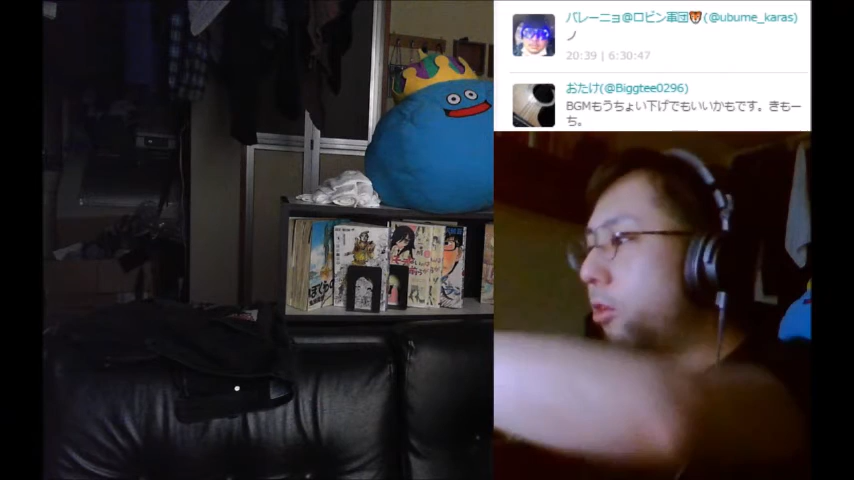 バレーニョ@ロビン軍団🦁(@ubume_karas)
ノ
20:39 | 6:30:47
おたけ(@Biggtee0296)
BGMもうちょい下げでもいいかもです。きもー
ち。